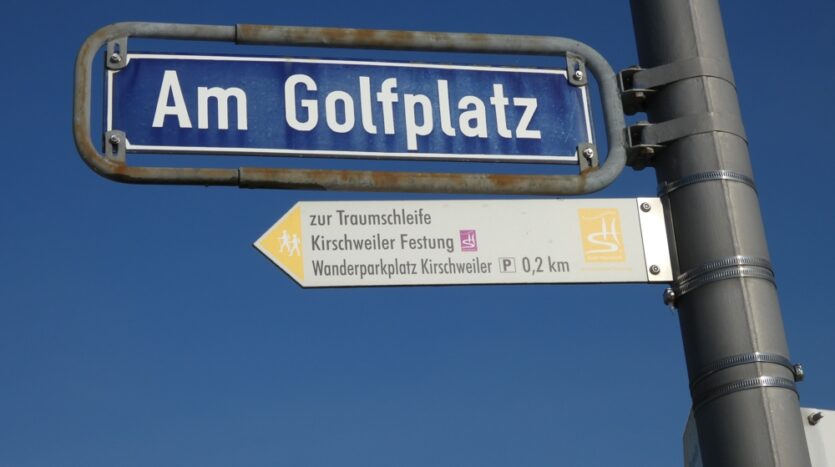 Am Golfplatz
zur Traumschleife
Kirschweiler Festung
Wanderparkplatz Kirschweiler P 0,2 km